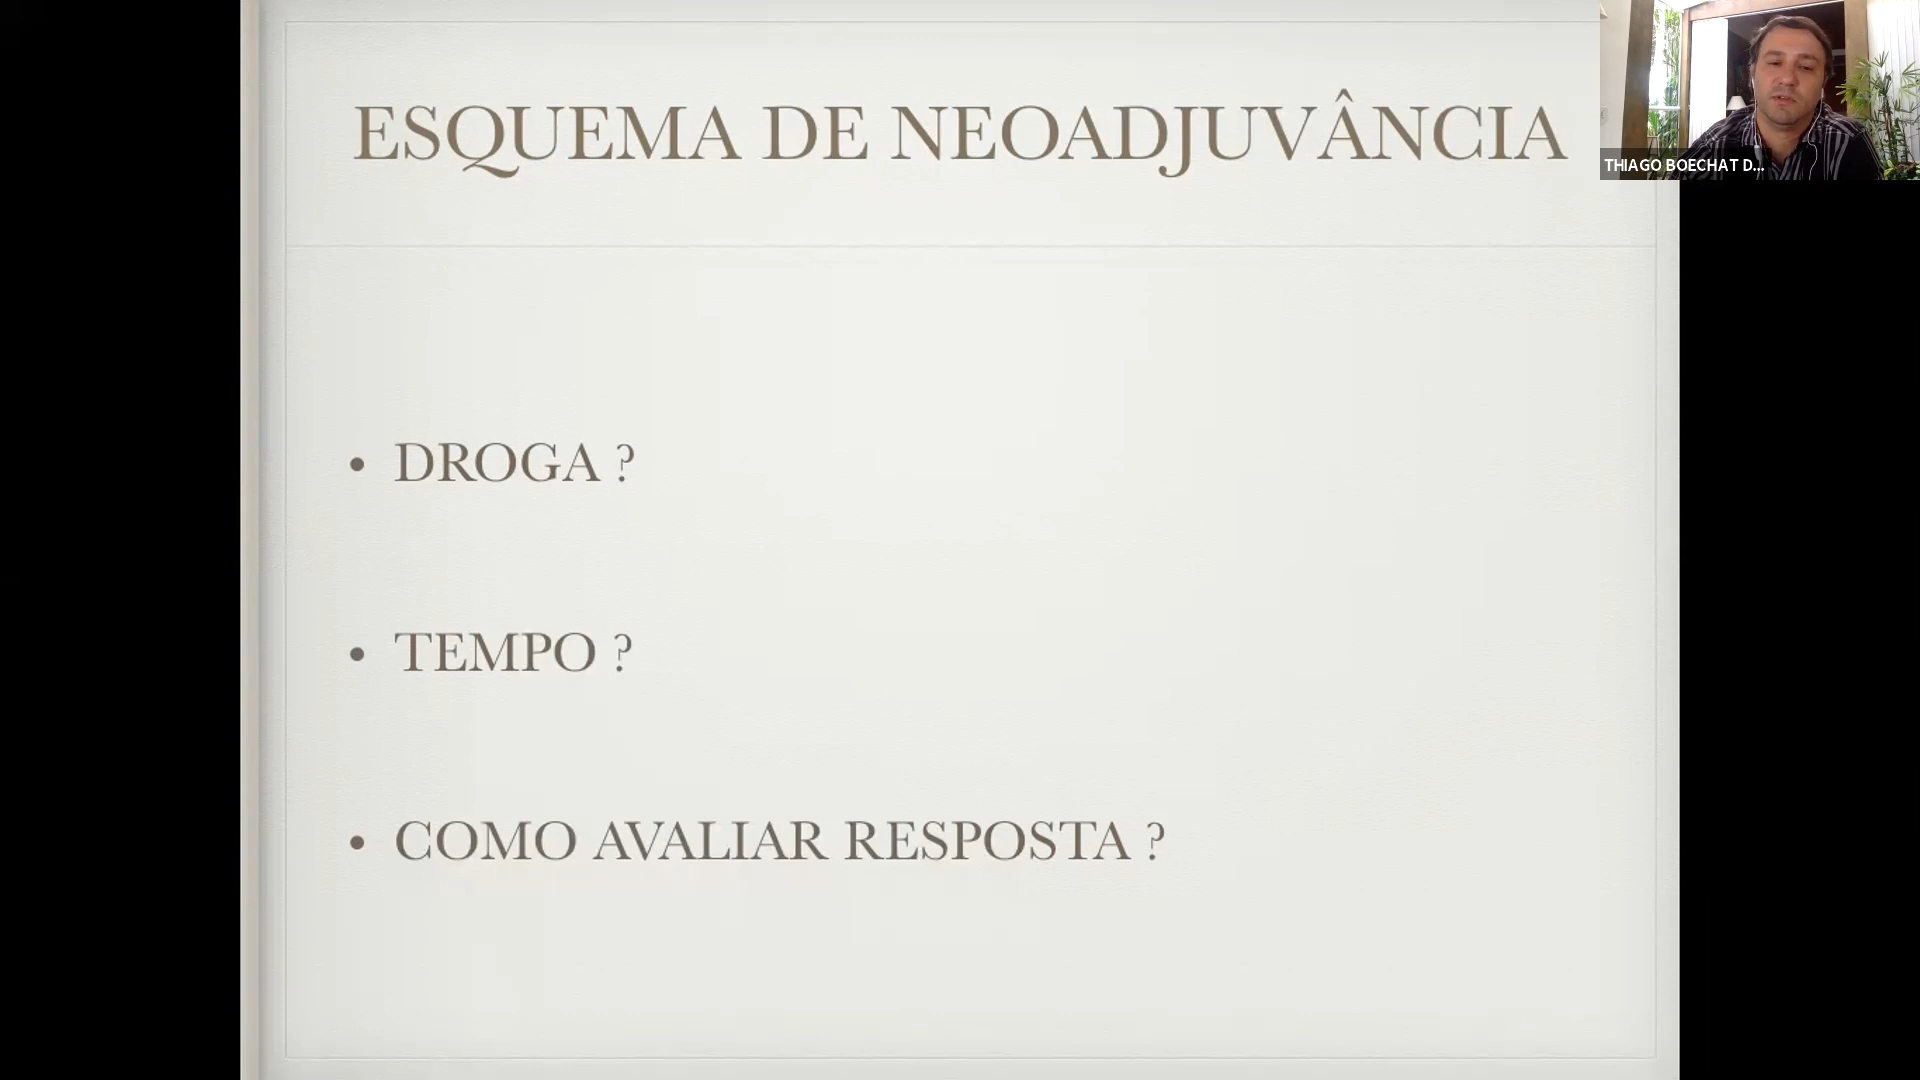 ESQUEMA DE NEOADJUVÂNCIA
THIAGO BOECHAT D...
• DROGA ?
• TEMPO ?
• COMO AVALIAR RESPOSTA ?